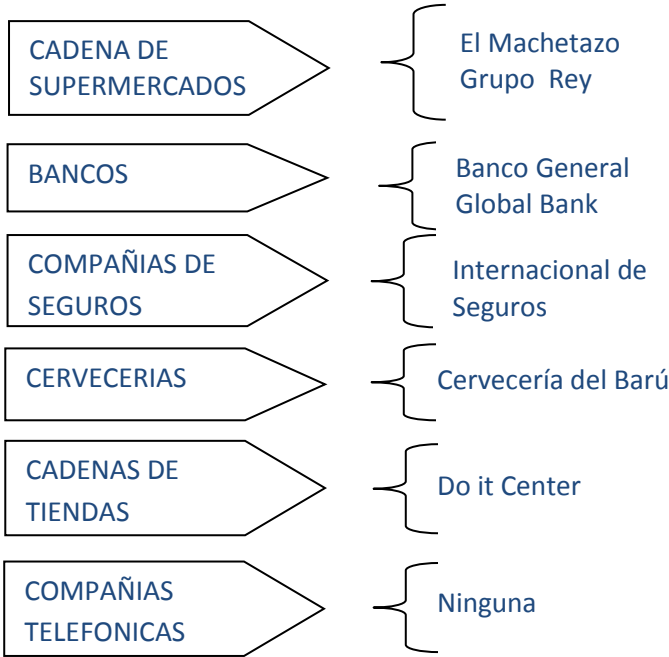 CADENA DE
SUPERMERCADOS
El Machetazo
Grupo Rey
BANCOS
Banco General
Global Bank
COMPAÑIAS DE
SEGUROS
Internacional de
Seguros
CERVECERIAS
Cervecería del Barú
CADENAS DE
TIENDAS
Do it Center
COMPAÑIAS
TELEFONICAS
Ninguna